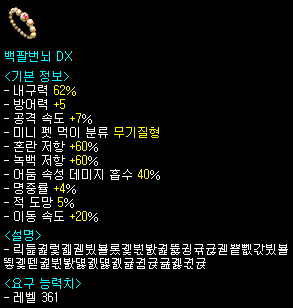 백팔번뇌 DX
<기본 정보>
- 내구력 62%
- 방어력 +5
- 공격 속도 +7%
- 미니 펫 먹이 분류 무기질형
- 혼란 저항 +60%
- 녹백 저항 +60%
- 어둠 속성 데미지 흡수 40%
- 명중률 +4%
- 적 도망 5%
- 이동 속도 +20%
<설명>
<요구 능력치>
- 레벨 361